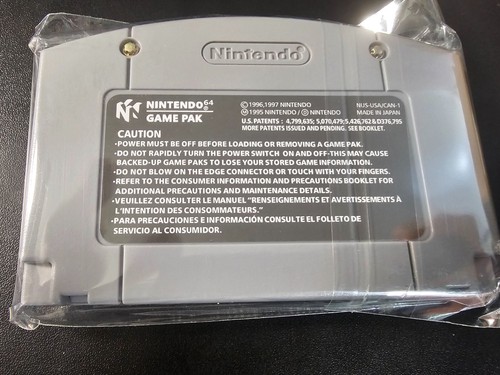 Nintendo
NINTENDO 64
GAME PAK
© 1996,1997 NINTENDO
Ⓜ 1995 NINTENDO / Ⓓ NINTENDO
NUS-USA/CAN-1
MADE IN JAPAN
U.S. PATENTS : 4,799,635; 5,070,479; 5,426,762 & D376,795
MORE PATENTS ISSUED AND PENDING. SEE BOOKLET.
CAUTION
·POWER MUST BE OFF BEFORE LOADING OR REMOVING A GAME PAK.
·DO NOT RAPIDLY TURN THE POWER SWITCH ON AND OFF-THIS MAY CAUSE
BACKED-UP GAME PAKS TO LOSE YOUR STORED GAME INFORMATION.
·DO NOT BLOW ON THE EDGE CONNECTOR OR TOUCH WITH YOUR FINGERS.
·REFER TO THE CONSUMER INFORMATION AND PRECAUTIONS BOOKLET FOR
ADDITIONAL PRECAUTIONS AND MAINTENANCE DETAILS.
·VEUILLEZ CONSULTER LE MANUEL "RENSEIGNEMENTS ET AVERTISSEMENTS À
L'INTENTION DES CONSOMMATEURS."
·PARA PRECAUCIONES E INFORMACIÓN CONSULTE EL FOLLETO DE
SERVICIO AL CONSUMIDOR.